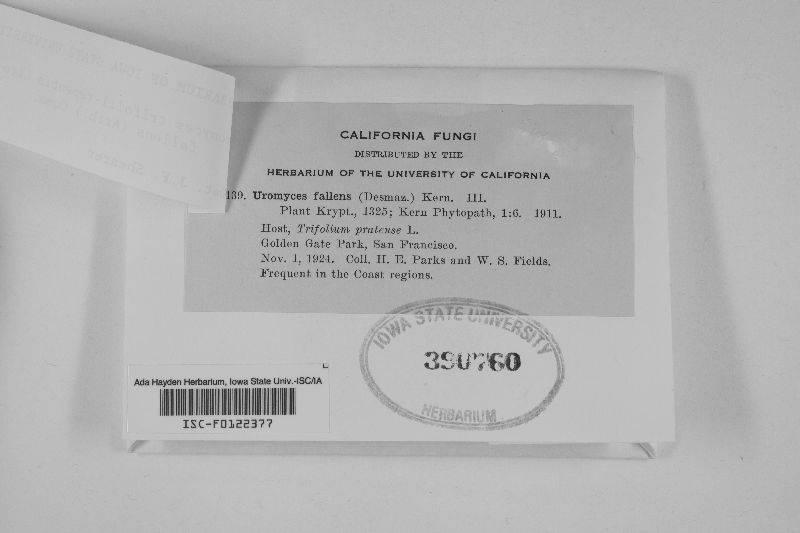 CALIFORNIA FUNGI
DISTRIBUTED BY THE
HERBARIUM OF THE UNIVERSITY OF CALIFORNIA
139. Uromyces fallens (Desmaz.) Kern. III.
Plant Krypt., 1325; Kern Phytopath, 1:6. 1911.
Host, Trifolium pratense L.
Golden Gate Park, San Francisco.
Nov. 1, 1924. Coll. H. E. Parks and W. S. Fields.
Frequent in the Coast regions.
IOWA STATE UNIVERSITY
390760
HERBARIUM
Ada Hayden Herbarium, Iowa State Univ.-ISC/IA
ISC-F0122377